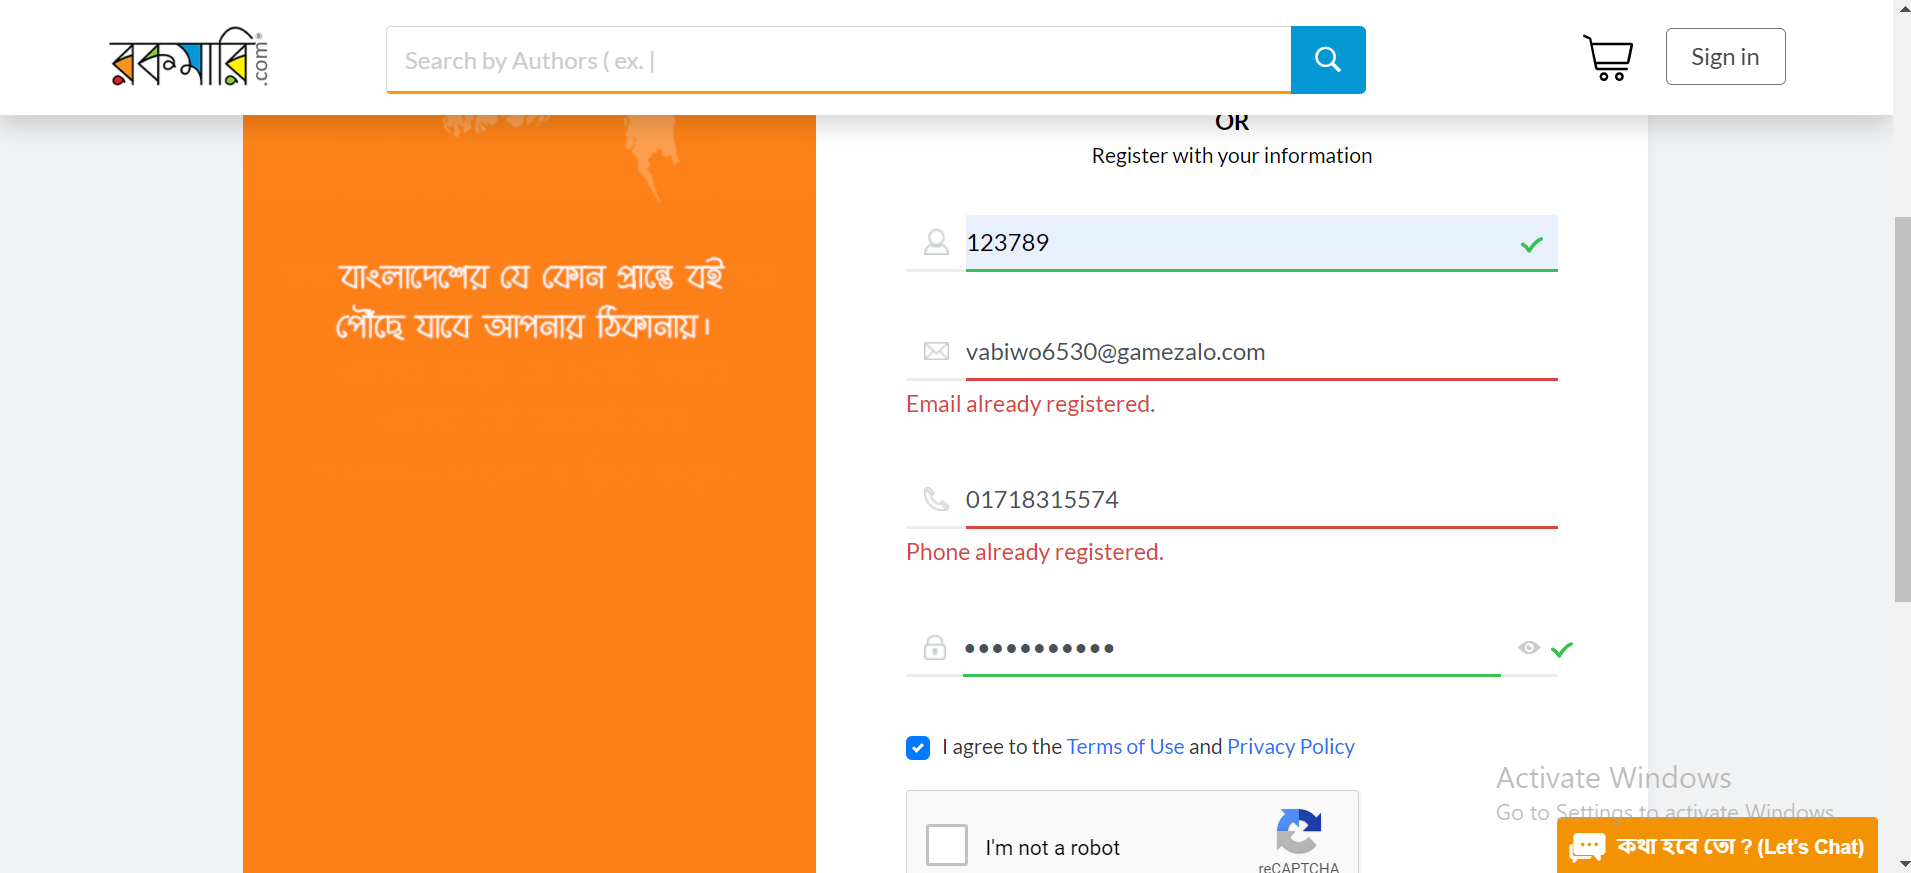 রকমারি.com
Search by Authors ( ex. |
Sign in
OR
Register with your information
123789
বাংলাদেশের যে কোন প্রান্তে বই
পৌঁছে যাবে আপনার ঠিকানায়।
vabiwo6530@gamezalo.com
Email already registered.
01718315574
Phone already registered.
I agree to the Terms of Use and Privacy Policy
Activate Windows
Go to Settings to activate Windows.
I'm not a robot
reCAPTCHA
কথা হবে তো ? (Let's Chat)